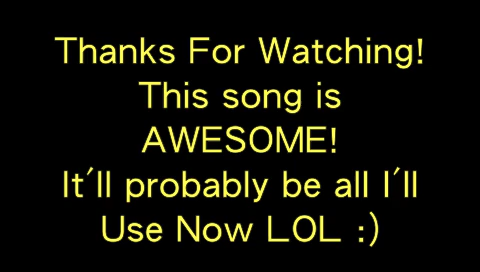 Thanks For Watching!
This song is
AWESOME!
It´ll probably be all I´ll
Use Now LOL :)